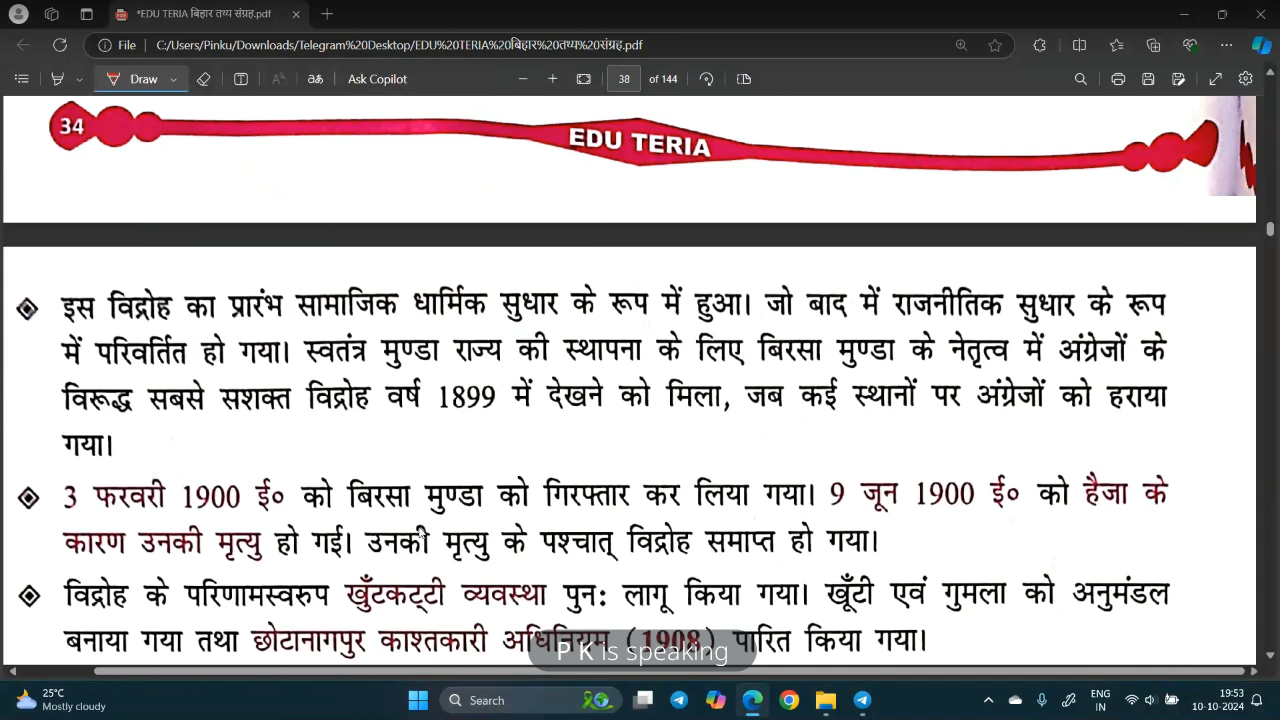 *EDU TERIA बिहार तथ्य संग्रह.pdf
File C:/Users/Pinku/Downloads/Telegram%20Desktop/EDU%20TERIA%20बिहार%20तथ्य%20संग्रह.pdf
Draw Ask Copilot 38 of 144
34
EDU TERIA
इस विद्रोह का प्रारंभ सामाजिक धार्मिक सुधार के रूप में हुआ। जो बाद में राजनीतिक सुधार के रूप
में परिवर्तित हो गया। स्वतंत्र मुण्डा राज्य की स्थापना के लिए बिरसा मुण्डा के नेतृत्व में अंग्रेजों के
विरूद्ध सबसे सशक्त विद्रोह वर्ष 1899 में देखने को मिला, जब कई स्थानों पर अंग्रेजों को हराया
गया।
3 फरवरी 1900 ई० को बिरसा मुण्डा को गिरफ्तार कर लिया गया। 9 जून 1900 ई० को हैजा के
कारण उनकी मृत्यु हो गई। उनकी मृत्यु के पश्चात् विद्रोह समाप्त हो गया।
विद्रोह के परिणामस्वरुप खुँटकट्टी व्यवस्था पुनः लागू किया गया। खूँटी एवं गुमला को अनुमंडल
बनाया गया तथा छोटानागपुर काश्तकारी अधिनियम (1908) पारित किया गया।
P K is speaking
25°C
Mostly cloudy
Search
ENG
IN
19:53
10-10-2024